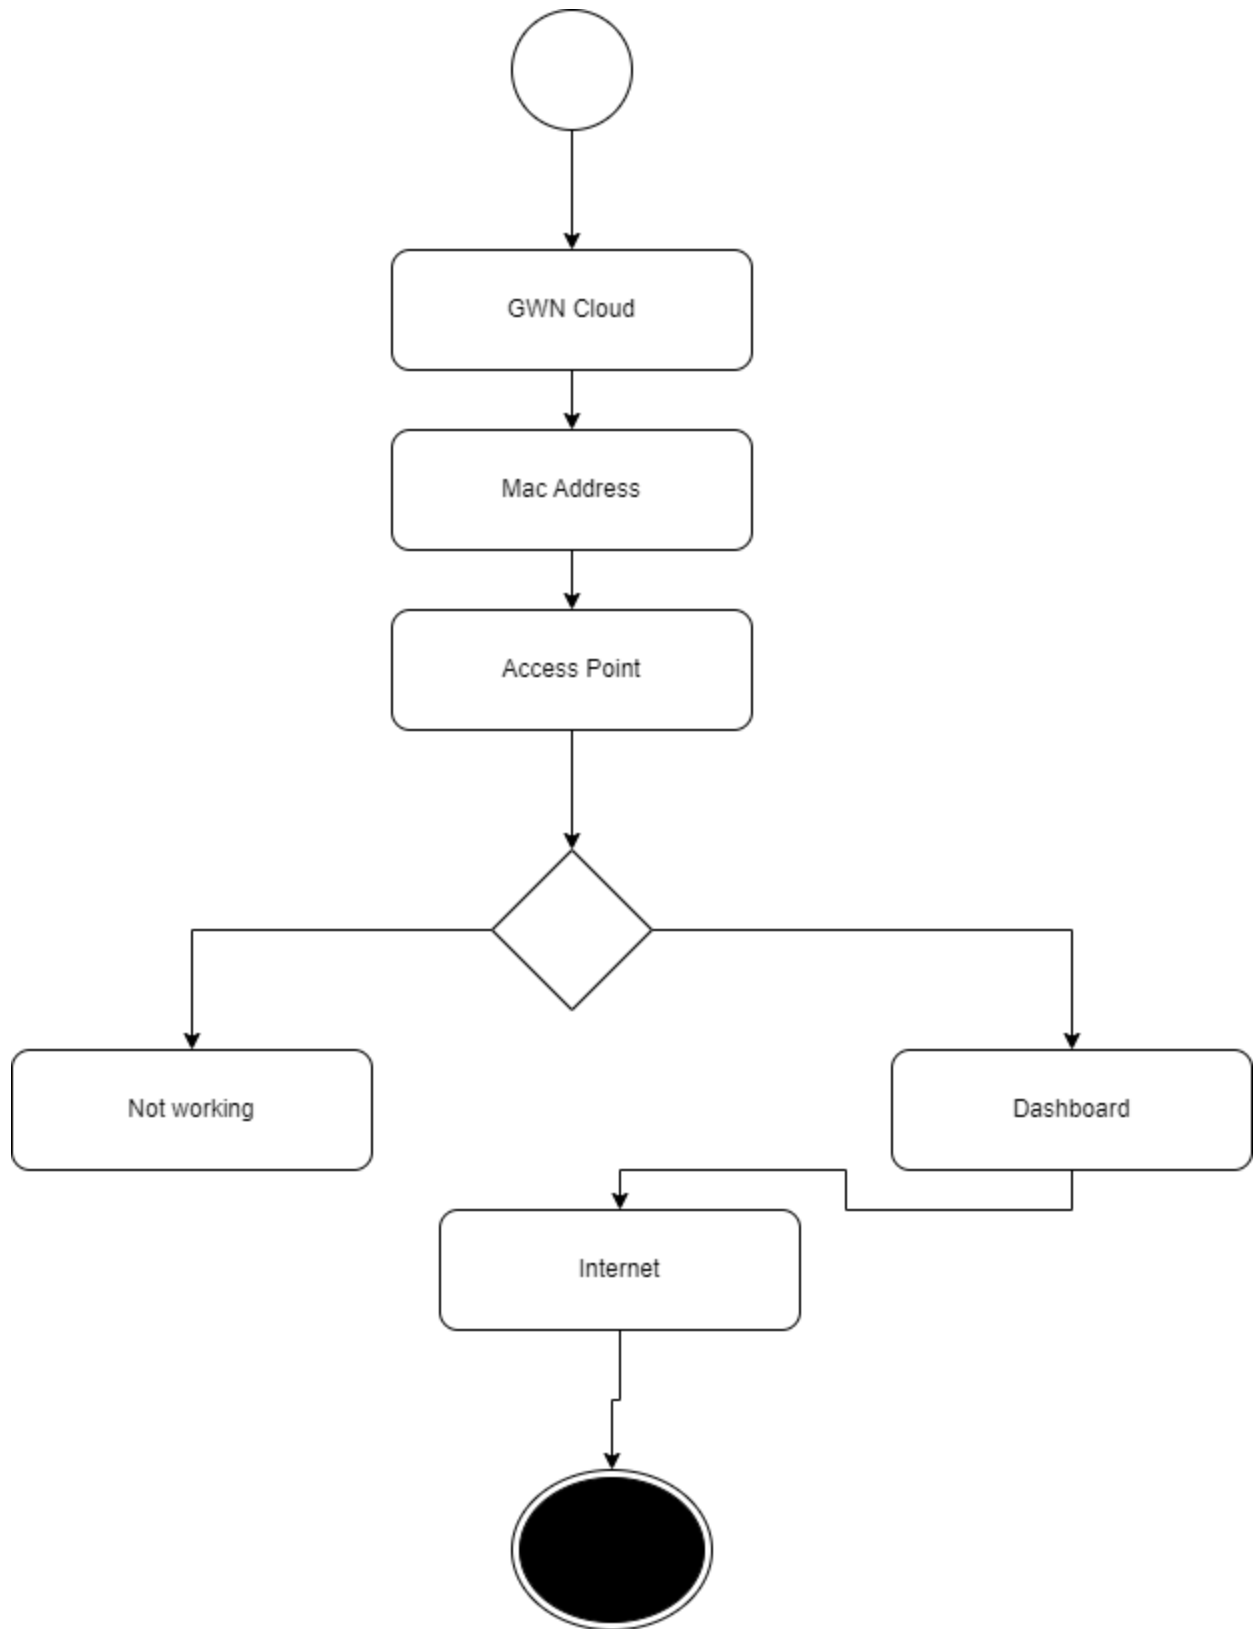 GWN Cloud
Mac Address
Access Point
Not working
Dashboard
Internet